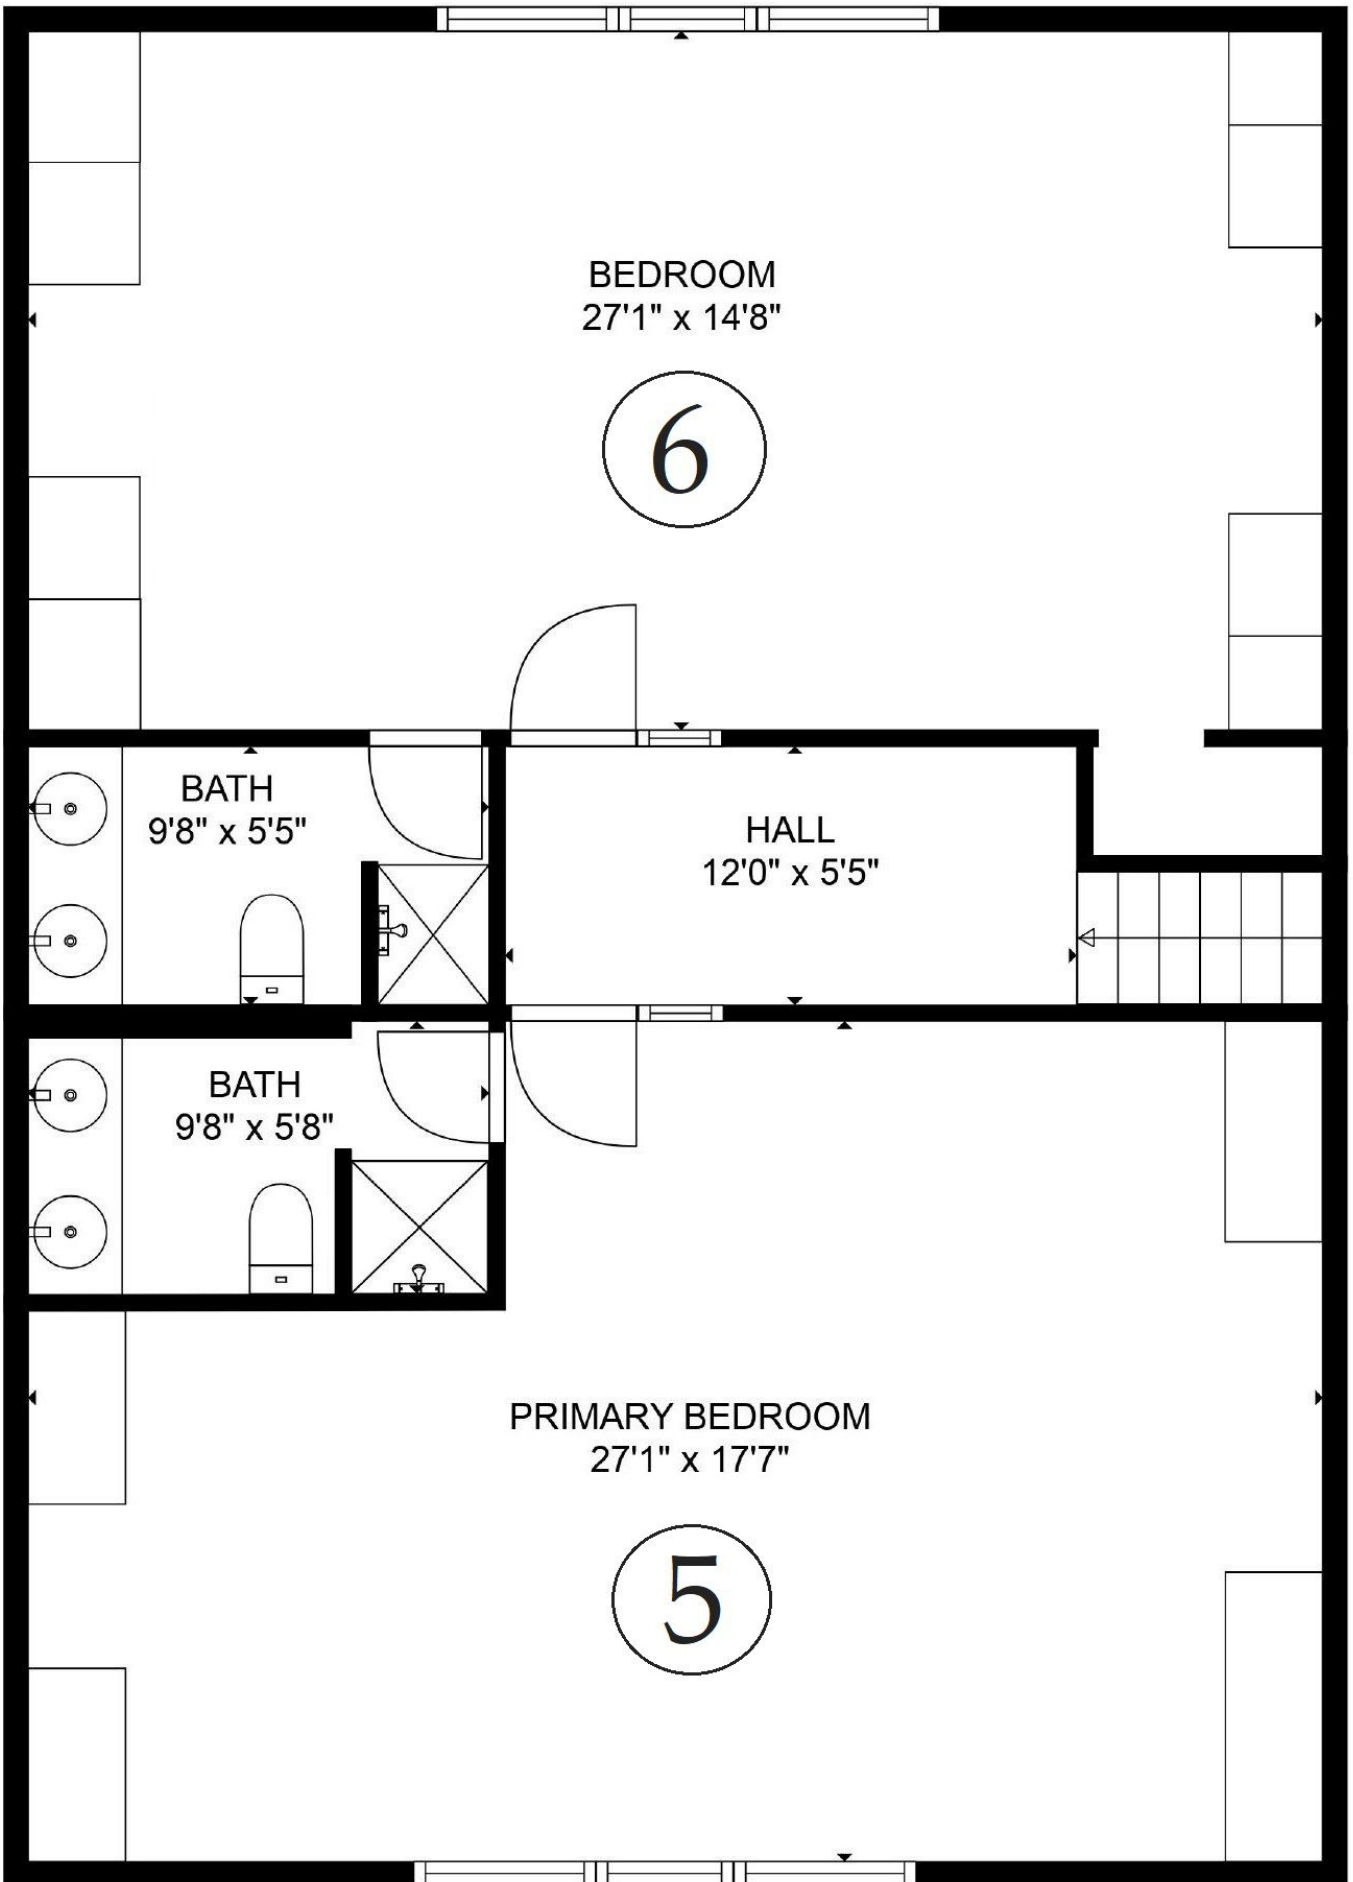 BEDROOM
27'1" x 14'8"
6
BATH
9'8" x 5'5"
HALL
12'0" x 5'5"
BATH
9'8" x 5'8"
PRIMARY BEDROOM
27'1" x 17'7"
5